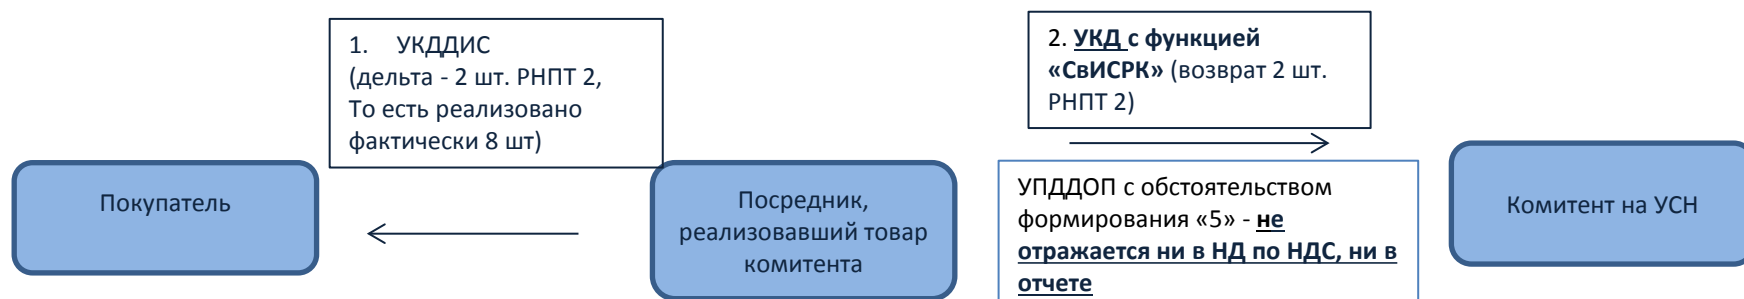 1. УКДДИС
(дельта - 2 шт. РНПТ 2,
То есть реализовано
фактически 8 шт)
2. УКД с функцией
«СвИСРК» (возврат 2 шт.
РНПТ 2)
Покупатель
Посредник,
реализовавший товар
комитента
УПДДОП с обстоятельством
формирования «5» - не
отражается ни в НД по НДС, ни в
отчете
Комитент на УСН